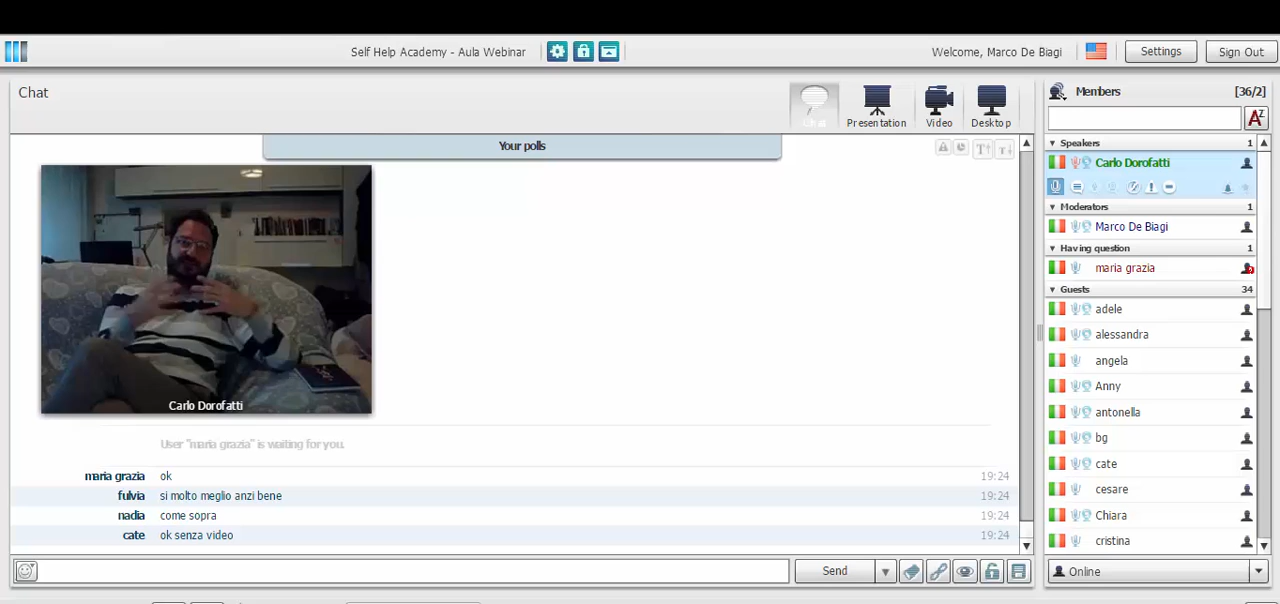 Self Help Academy - Aula Webinar
Welcome, Marco De Biagi
Settings
Sign Out
Chat
Chat
Presentation
Video
Desktop
Your polls
Carlo Dorofatti
User "maria grazia" is waiting for you.
maria grazia ok 19:24
fulvia si molto meglio anzi bene 19:24
nadia come sopra 19:24
cate ok senza video 19:24
Send
Members [36/2]
Speakers 1
Carlo Dorofatti
Moderators 1
Marco De Biagi
Having question 1
maria grazia
Guests 34
adele
alessandra
angela
Anny
antonella
bg
cate
cesare
Chiara
cristina
Online